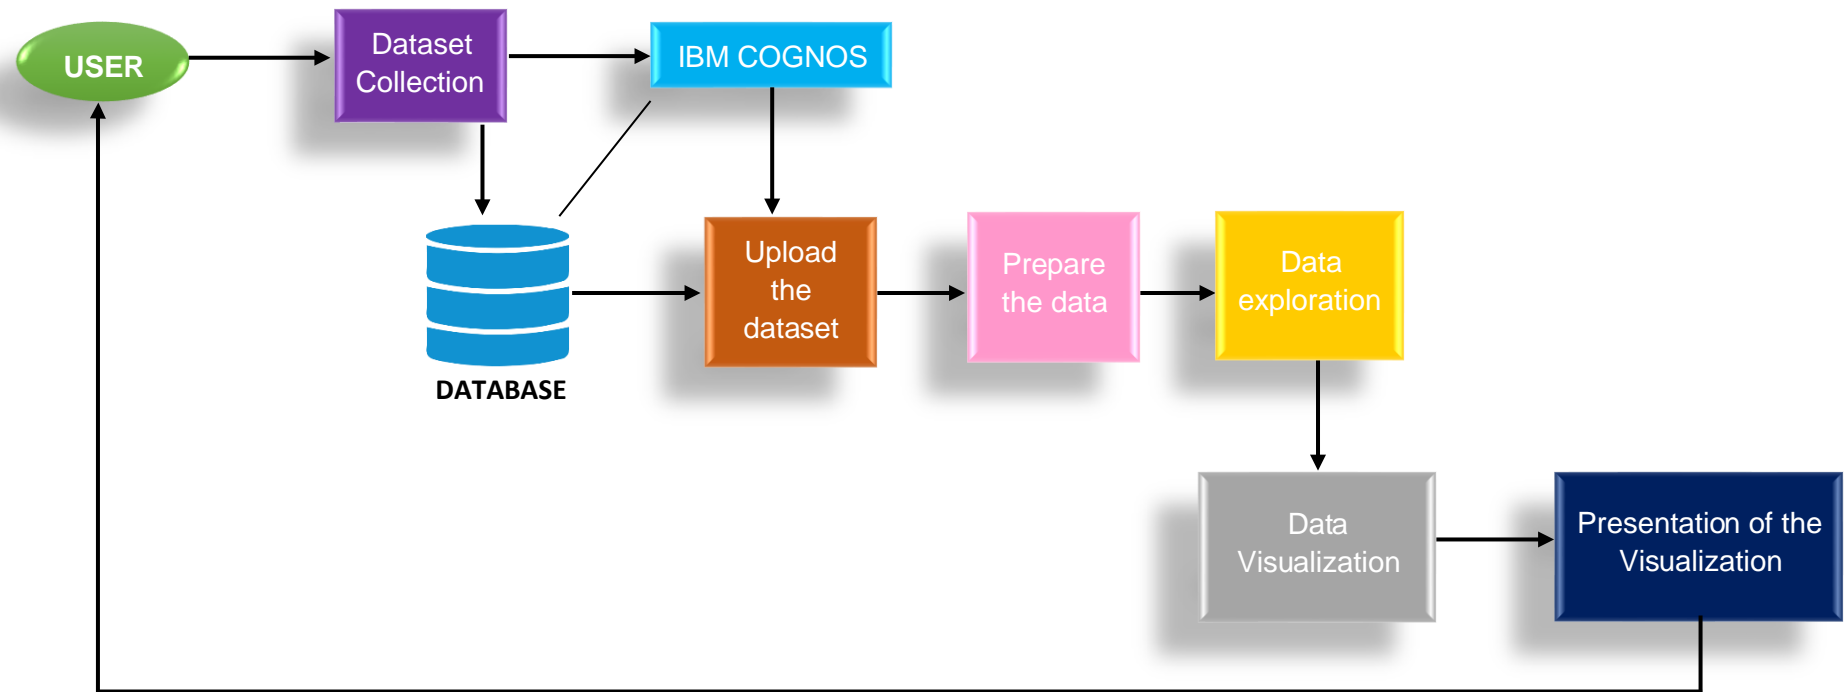 USER
Dataset
Collection
IBM COGNOS
DATABASE
Upload
the
dataset
Prepare
the data
Data
exploration
Data
Visualization
Presentation of the
Visualization